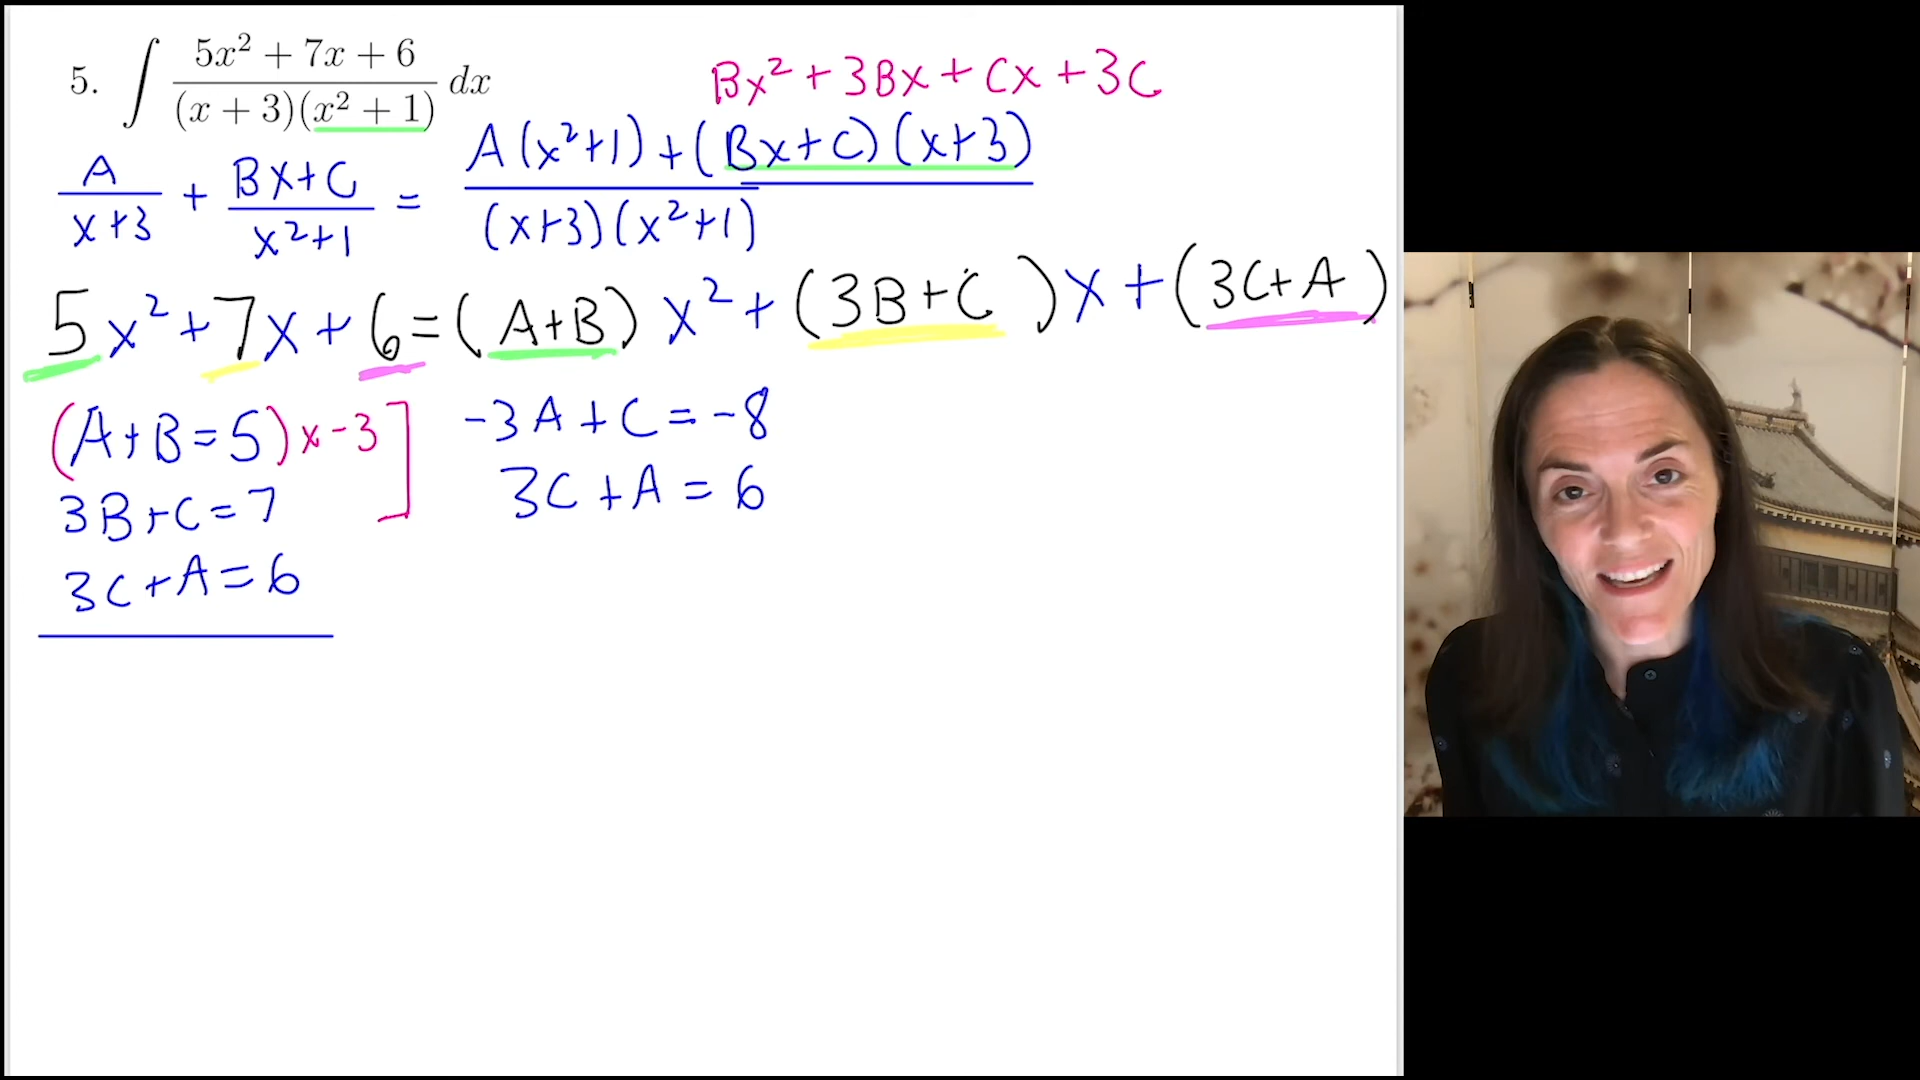 5. ∫ (5x² + 7x + 6)/((x + 3)(x² + 1)) dx
Bx² + 3Bx + Cx + 3C
A/(x+3) + (Bx+C)/(x²+1) = (A(x²+1) + (Bx+C)(x+3))/((x+3)(x²+1))
5x² + 7x + 6 = (A+B)x² + (3B+C)x + (3C+A)
(A+B=5)x-3]
3B+C=7
3C+A=6
-3A+C=-8
3C+A=6